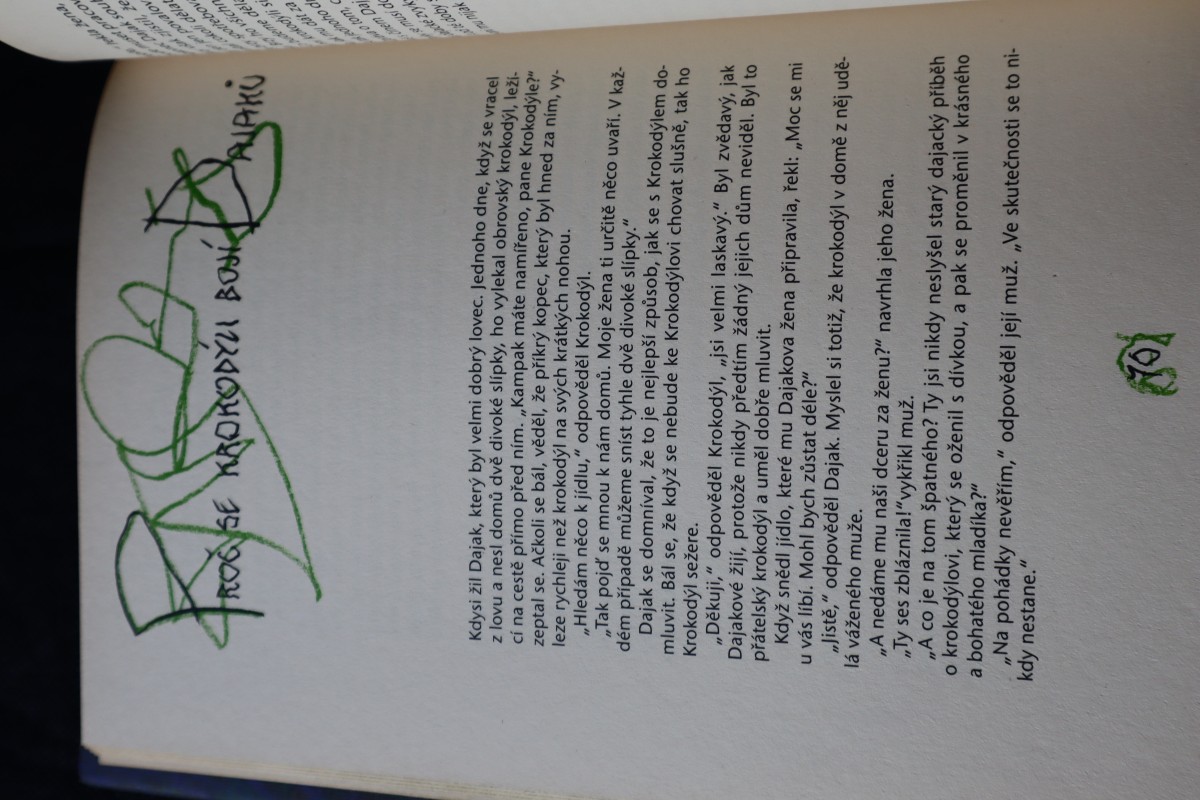 PROČ SE KROKODÝLI BOJÍ DAJAKŮ
Kdysi žil Dajak, který byl velmi dobrý lovec. Jednoho dne, když se vracel
z lovu a nesl domů dvě divoké slípky, ho vylekal obrovský krokodýl, leží-
cí na cestě přímo před ním. „Kampak máte namířeno, pane Krokodýle?“
zeptal se. Ačkoli se bál, věděl, že příkrý kopec, který byl hned za ním, vy-
leze rychleji než krokodýl na svých krátkých nohou.
„Hledám něco k jídlu,“ odpověděl Krokodýl.
„Tak pojď se mnou k nám domů. Moje žena ti určitě něco uvaří. V kaž-
dém případě můžeme sníst tyhle dvě divoké slípky.“
Dajak se domníval, že to je nejlepší způsob, jak se s Krokodýlem do-
mluvit. Bál se, že když se nebude ke Krokodýlovi chovat slušně, tak ho
Krokodýl sežere.
„Děkuji,“ odpověděl Krokodýl, „jsi velmi laskavý.“ Byl zvědavý, jak
Dajakové žijí, protože nikdy předtím žádný jejich dům neviděl. Byl to
přátelský krokodýl a uměl dobře mluvit.
Když snědl jídlo, které mu Dajakova žena připravila, řekl: „Moc se mi
u vás líbí. Mohl bych zůstat déle?“
„Jistě,“ odpověděl Dajak. Myslel si totiž, že krokodýl v domě z něj udě-
lá váženého muže.
„A nedáme mu naši dceru za ženu?“ navrhla jeho žena.
„Ty ses zbláznila!“vykřikl muž.
„A co je na tom špatného? Ty jsi nikdy neslyšel starý dajacký příběh
o krokodýlovi, který se oženil s dívkou, a pak se proměnil v krásného
a bohatého mladíka?“
„Na pohádky nevěřím,“ odpověděl její muž. „Ve skutečnosti se to ni-
kdy nestane.“
10